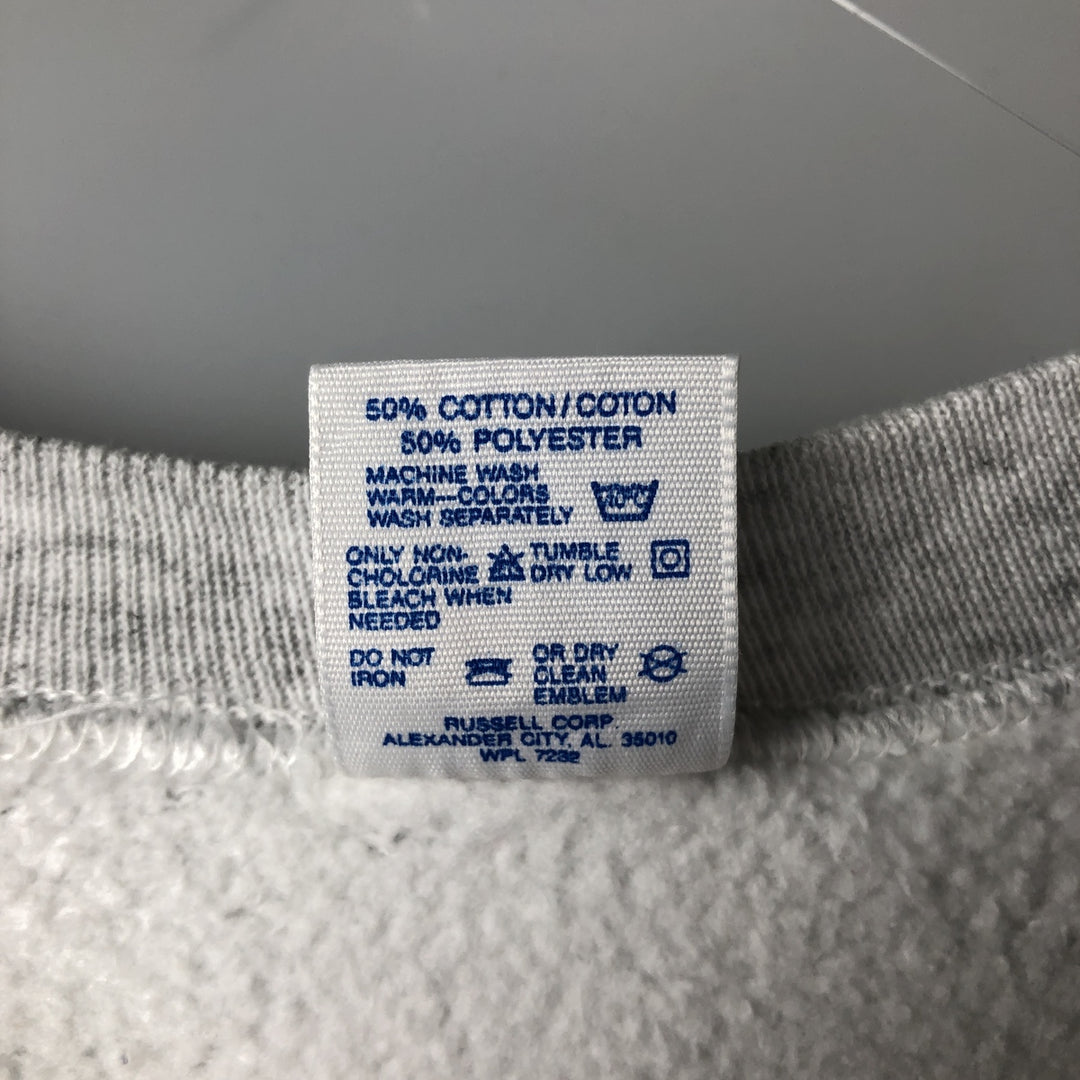 50% COTTON/COTON
50% POLYESTER
MACHINE WASH
WARM—COLORS
WASH SEPARATELY
40°C
ONLY NON-
CHOLORINE
BLEACH WHEN
NEEDED
TUMBLE
DRY LOW
DO NOT
IRON
OR DRY
CLEAN
EMBLEM
RUSSELL CORP.
ALEXANDER CITY, AL. 35010
WPL 7232